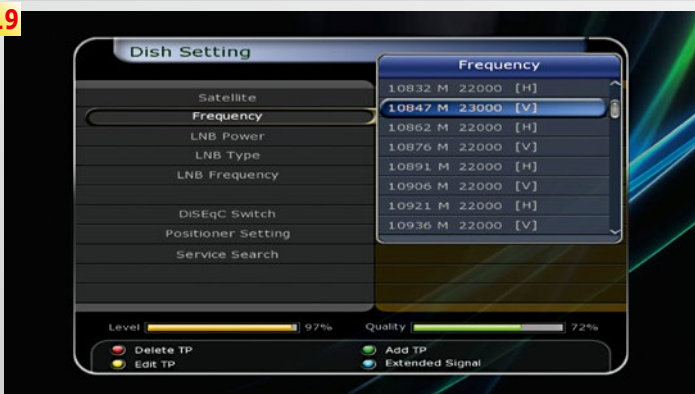 .9
Dish Setting
Frequency
Satellite
Frequency
LNB Power
LNB Type
LNB Frequency
DiSEqC Switch
Positioner Setting
Service Search
10832 M 22000 [H]
10847 M 23000 [V]
10862 M 22000 [H]
10876 M 22000 [V]
10891 M 22000 [H]
10906 M 22000 [V]
10921 M 22000 [H]
10936 M 22000 [V]
Level 97% Quality 72%
Delete TP Add TP
Edit TP Extended Signal